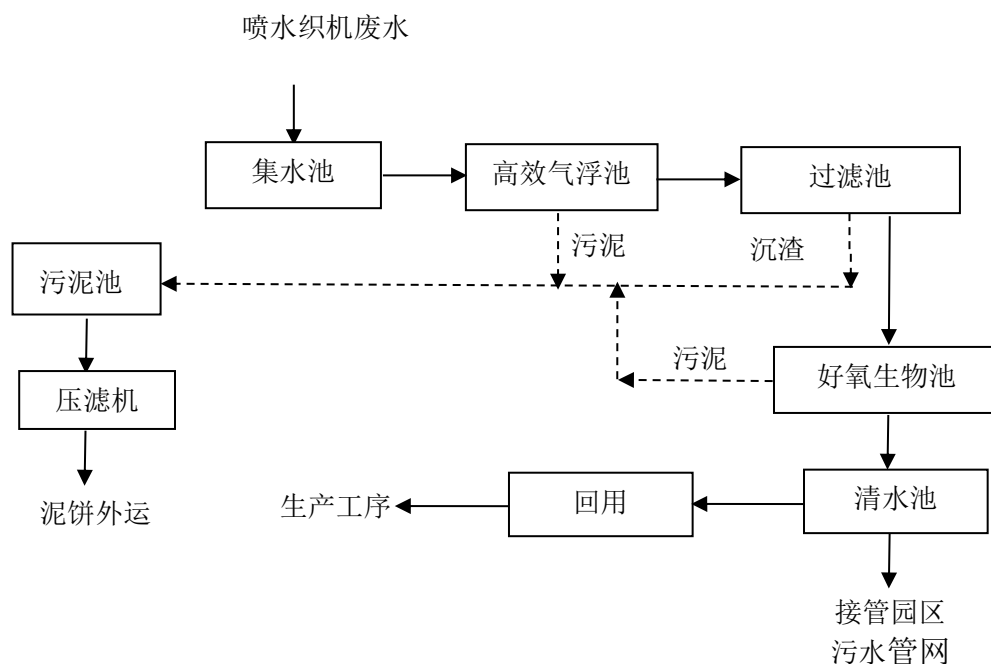 喷水织机废水
集水池
高效气浮池
过滤池
污泥
沉渣
污泥池
污泥
好氧生物池
压滤机
清水池
回用
生产工序
泥饼外运
接管园区
污水管网